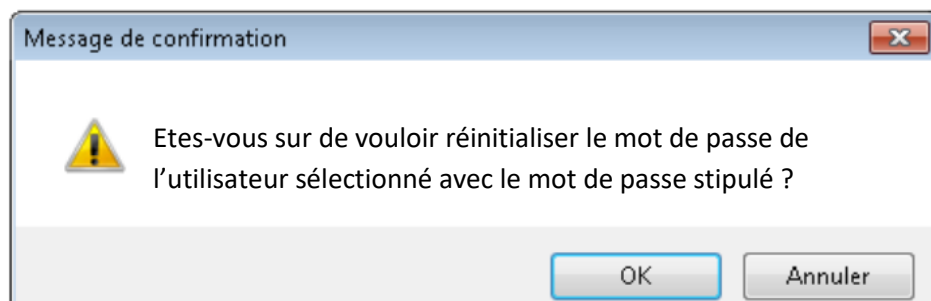 Message de confirmation
Etes-vous sur de vouloir réinitialiser le mot de passe de
l’utilisateur sélectionné avec le mot de passe stipulé ?
OK
Annuler